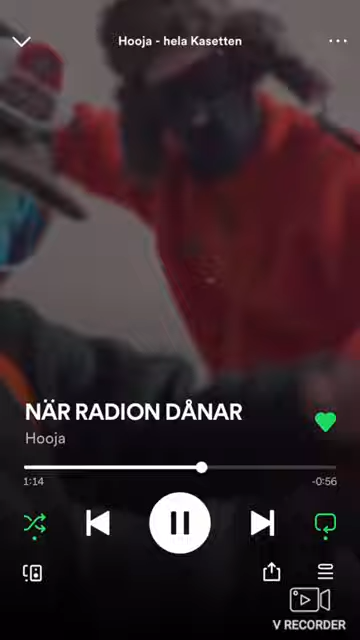 Hooja - hela Kasetten
NÄR RADION DÅNAR
Hooja
1:14
-0:56
V RECORDER